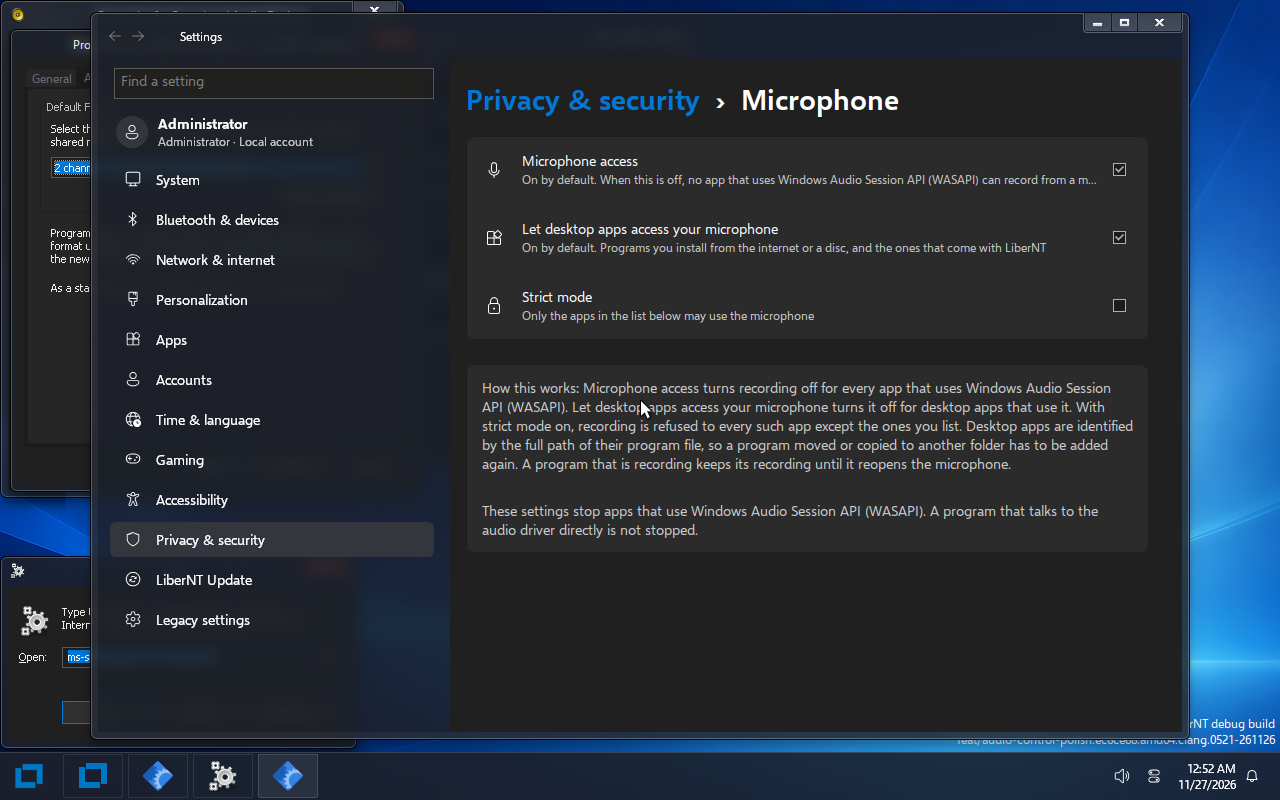 Settings
Pro
General
Default F
Select th
shared r
2 chann
Program
format u
the new
As a sta
Type
Intern
Open:
ms-s
Find a setting
Administrator
Administrator · Local account
System
Bluetooth & devices
Network & internet
Personalization
Apps
Accounts
Time & language
Gaming
Accessibility
Privacy & security
LiberNT Update
Legacy settings
Privacy & security › Microphone
Microphone access
On by default. When this is off, no app that uses Windows Audio Session API (WASAPI) can record from a m...
Let desktop apps access your microphone
On by default. Programs you install from the internet or a disc, and the ones that come with LiberNT
Strict mode
Only the apps in the list below may use the microphone
How this works: Microphone access turns recording off for every app that uses Windows Audio Session
API (WASAPI). Let desktop apps access your microphone turns it off for desktop apps that use it. With
strict mode on, recording is refused to every such app except the ones you list. Desktop apps are identified
by the full path of their program file, so a program moved or copied to another folder has to be added
again. A program that is recording keeps its recording until it reopens the microphone.
These settings stop apps that use Windows Audio Session API (WASAPI). A program that talks to the
audio driver directly is not stopped.
rNT debug build
12:52 AM
11/27/2026